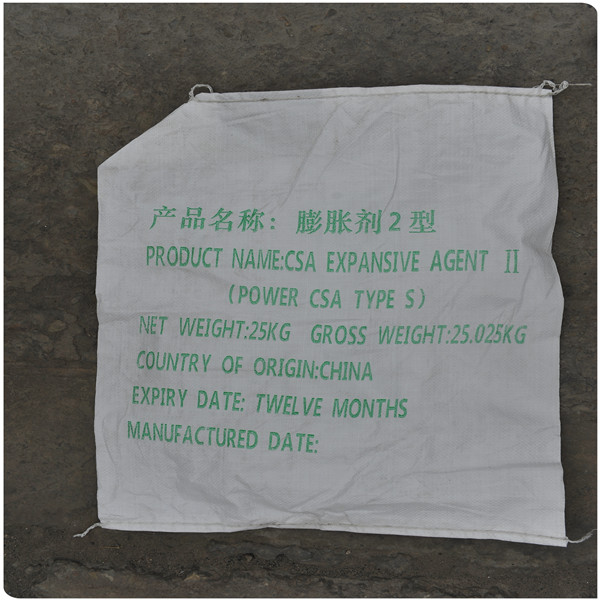 产品名称：膨胀剂2型
PRODUCT NAME:CSA EXPANSIVE AGENT Ⅱ
(POWER CSA TYPE S)
NET WEIGHT:25KG GROSS WEIGHT:25.025KG
COUNTRY OF ORIGIN:CHINA
EXPIRY DATE: TWELVE MONTHS
MANUFACTURED DATE: